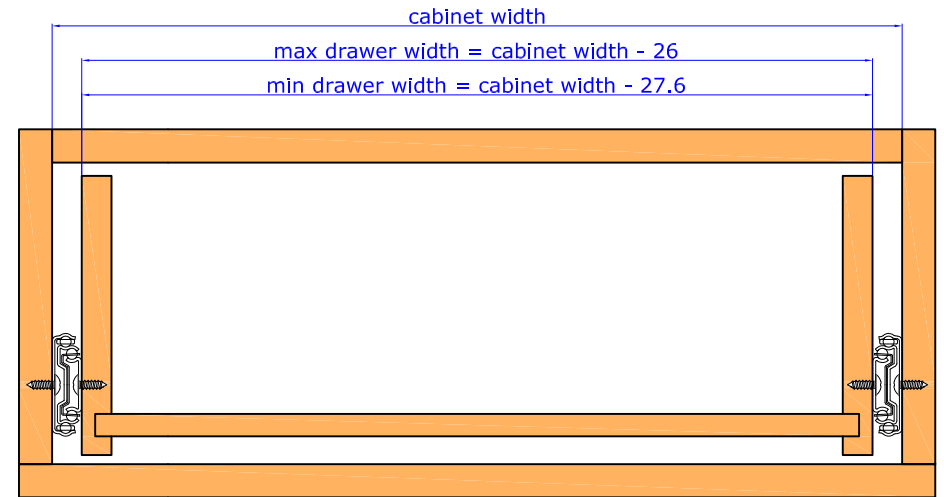 cabinet width
max drawer width = cabinet width - 26
min drawer width = cabinet width - 27.6